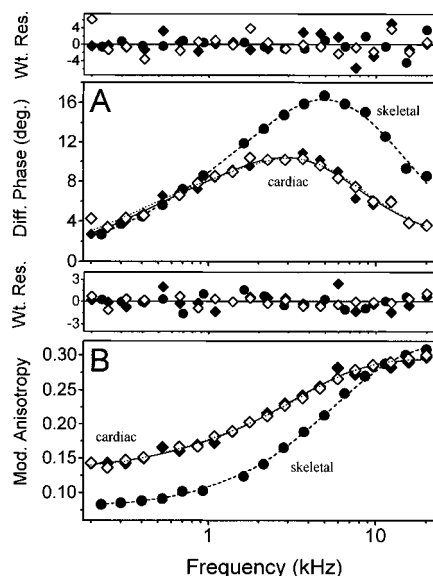 Wt. Res.
4
0
-4
A
Diff. Phase (deg.)
16
12
8
4
0
skeletal
cardiac
Wt. Res.
3
0
-3
B
Mod. Anisotropy
0.30
0.25
0.20
0.15
0.10
cardiac
skeletal
1 10
Frequency (kHz)